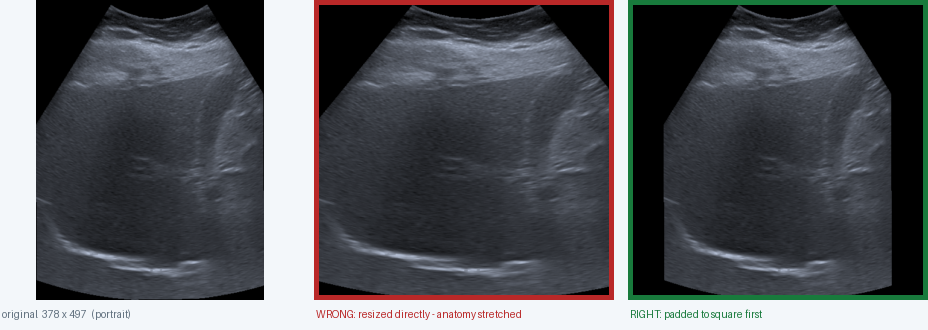 original 378 x 497 (portrait)
WRONG: resized directly - anatomy stretched
RIGHT: padded to square first